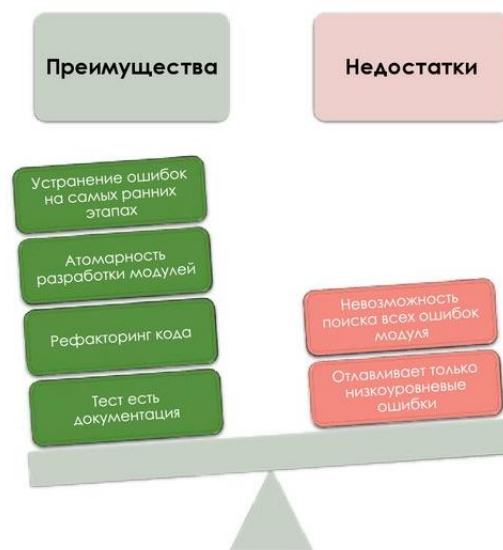 Преимущества
Недостатки
Устранение ошибок
на самых ранних
этапах
Атомарность
разработки модулей
Рефакторинг кода
Тест есть
документация
Невозможность
поиска всех ошибок
модуля
Отлавливает только
низкоуровневые
ошибки